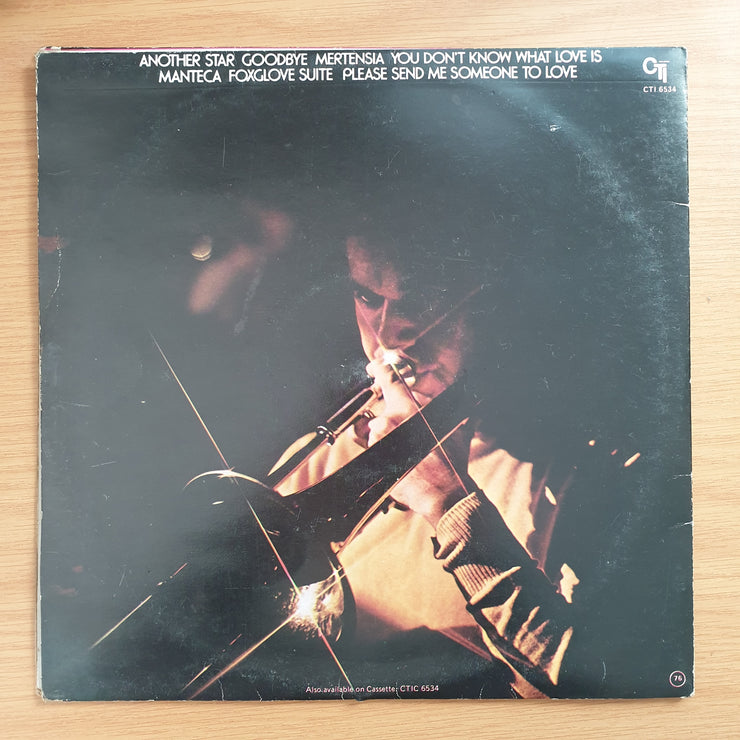 ANOTHER STAR GOODBYE MERTENSIA YOU DON'T KNOW WHAT LOVE IS
MANTECA FOXGLOVE SUITE PLEASE SEND ME SOMEONE TO LOVE
CTI
CTI 6534
Also available on Cassette: CTIC 6534
76